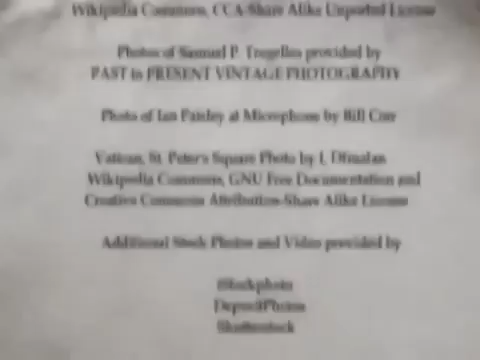 Wikipedia Commons, CCA-Share Alike Unported License
Photos of Samuel P. Tregelles provided by
PAST to PRESENT VINTAGE PHOTOGRAPHY
Photo of Ian Paisley at Microphone by Bill
Vatican, St. Peter's Square Photo by
Wikipedia Commons, GNU Free Documentation and
Creative Commons Attribution-Share Alike License
Additional Stock Photos and Video provided by
iStockphoto
DepositPhotos
Shutterstock